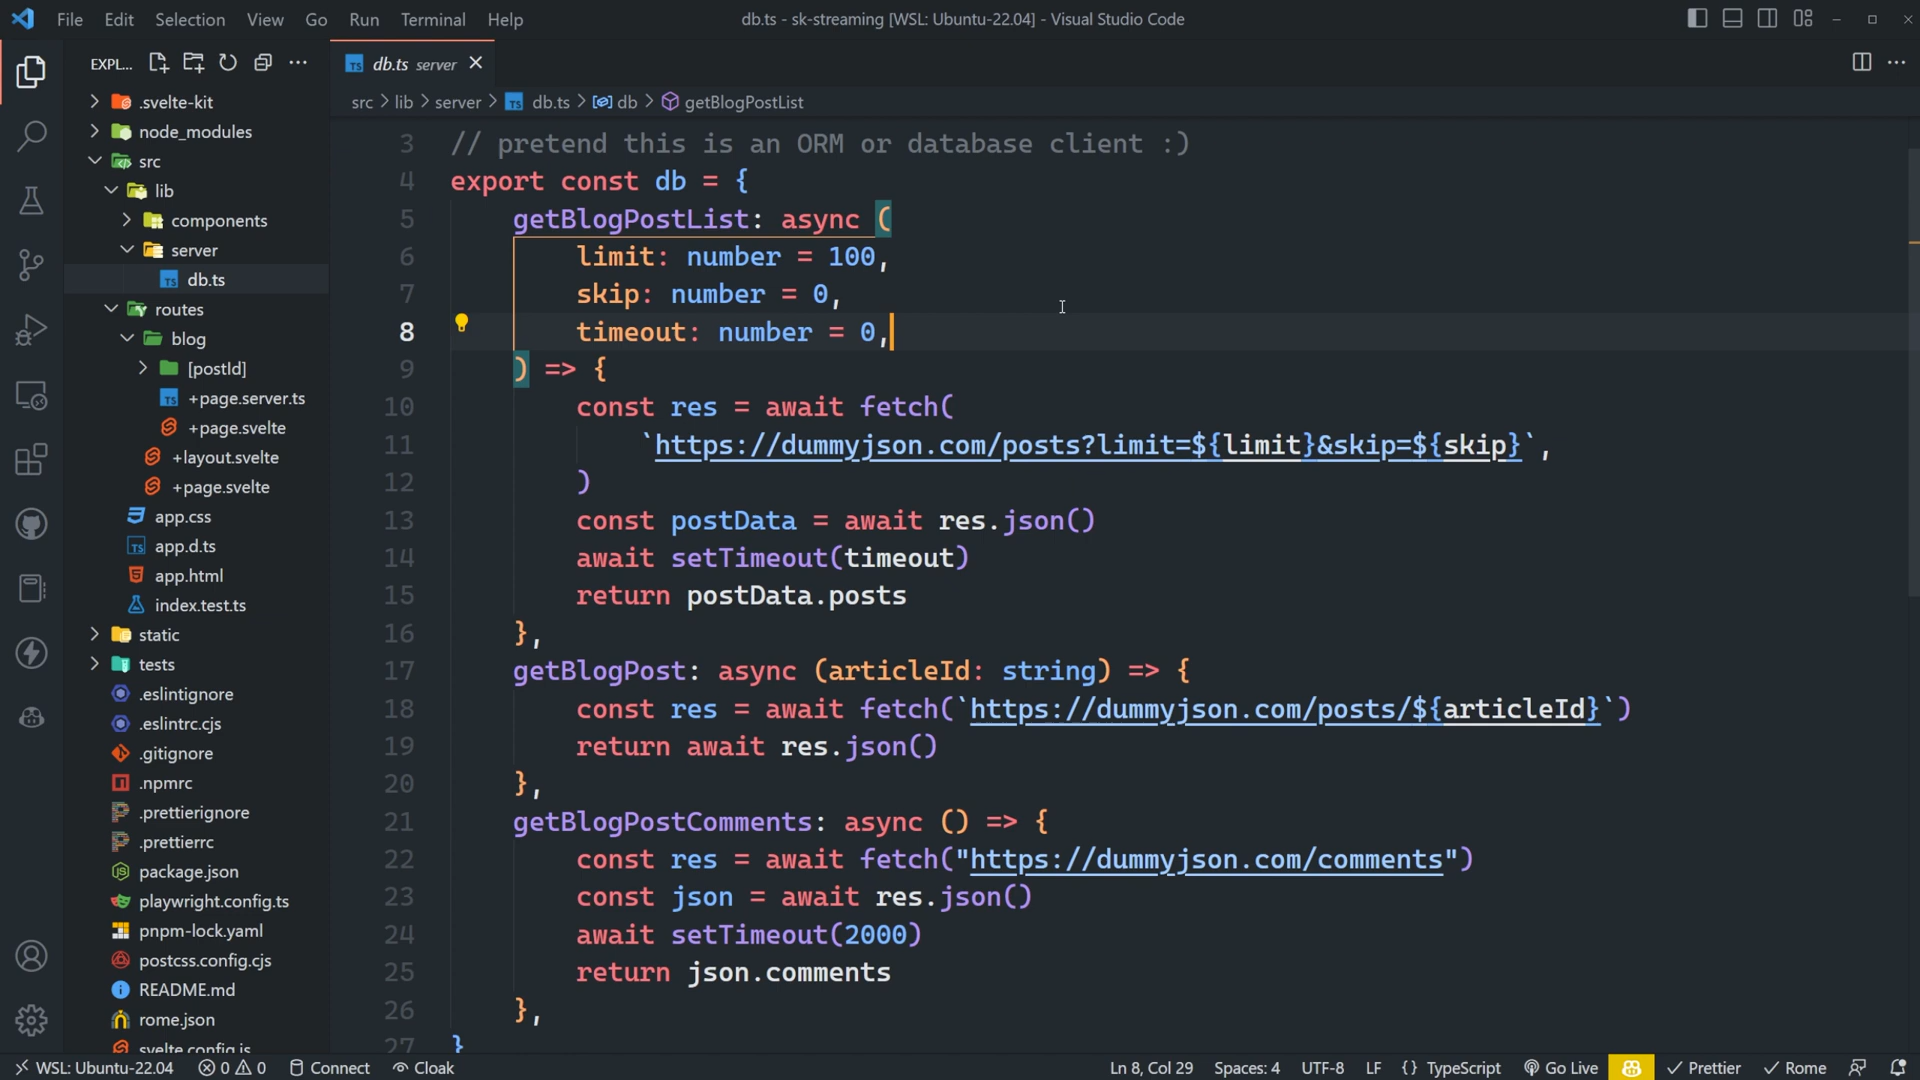 File Edit Selection View Go Run Terminal Help
db.ts - sk-streaming [WSL: Ubuntu-22.04] - Visual Studio Code
EXPL...
.svelte-kit
node_modules
src
lib
components
server
TS db.ts
routes
blog
[postId]
TS +page.server.ts
+page.svelte
+layout.svelte
+page.svelte
app.css
TS app.d.ts
app.html
index.test.ts
static
tests
.eslintignore
.eslintrc.cjs
.gitignore
.npmrc
.prettierignore
.prettierrc
package.json
playwright.config.ts
pnpm-lock.yaml
postcss.config.cjs
README.md
rome.json
svelte.config.js
TS db.ts server
src > lib > server > TS db.ts > db > getBlogPostList
3 // pretend this is an ORM or database client :)
4 export const db = {
5 getBlogPostList: async (
6 limit: number = 100,
7 skip: number = 0,
8 timeout: number = 0,
9 ) => {
10 const res = await fetch(
11 `https://dummyjson.com/posts?limit=${limit}&skip=${skip}`,
12 )
13 const postData = await res.json()
14 await setTimeout(timeout)
15 return postData.posts
16 },
17 getBlogPost: async (articleId: string) => {
18 const res = await fetch(`https://dummyjson.com/posts/${articleId}`)
19 return await res.json()
20 },
21 getBlogPostComments: async () => {
22 const res = await fetch("https://dummyjson.com/comments")
23 const json = await res.json()
24 await setTimeout(2000)
25 return json.comments
26 },
27 }
WSL: Ubuntu-22.04 0 0 Connect Cloak Ln 8, Col 29 Spaces: 4 UTF-8 LF {} TypeScript Go Live Prettier Rome